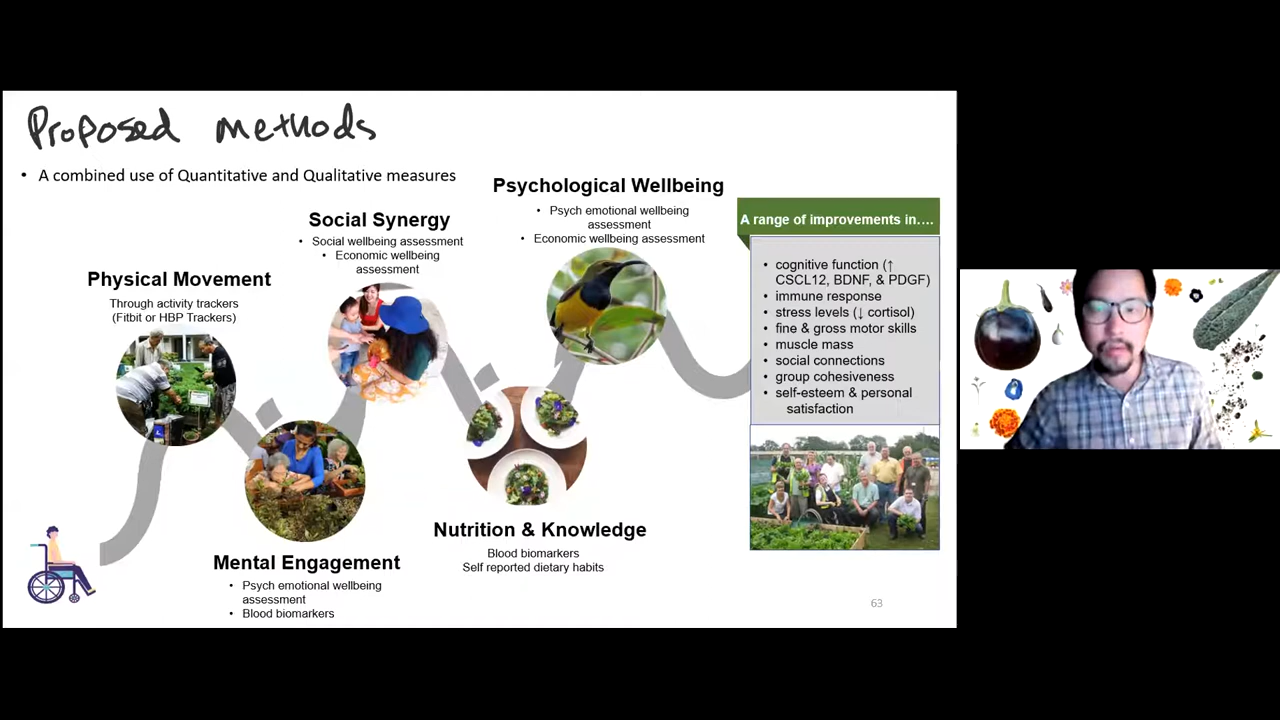 Proposed methods
• A combined use of Quantitative and Qualitative measures
Physical Movement
Through activity trackers
(Fitbit or HBP Trackers)
Mental Engagement
• Psych emotional wellbeing
assessment
• Blood biomarkers
Social Synergy
• Social wellbeing assessment
• Economic wellbeing
assessment
Nutrition & Knowledge
Blood biomarkers
Self reported dietary habits
Psychological Wellbeing
• Psych emotional wellbeing
assessment
• Economic wellbeing assessment
A range of improvements in....
• cognitive function (↑
CSCL12, BDNF, & PDGF)
• immune response
• stress levels (↓ cortisol)
• fine & gross motor skills
• muscle mass
• social connections
• group cohesiveness
• self-esteem & personal
satisfaction
63